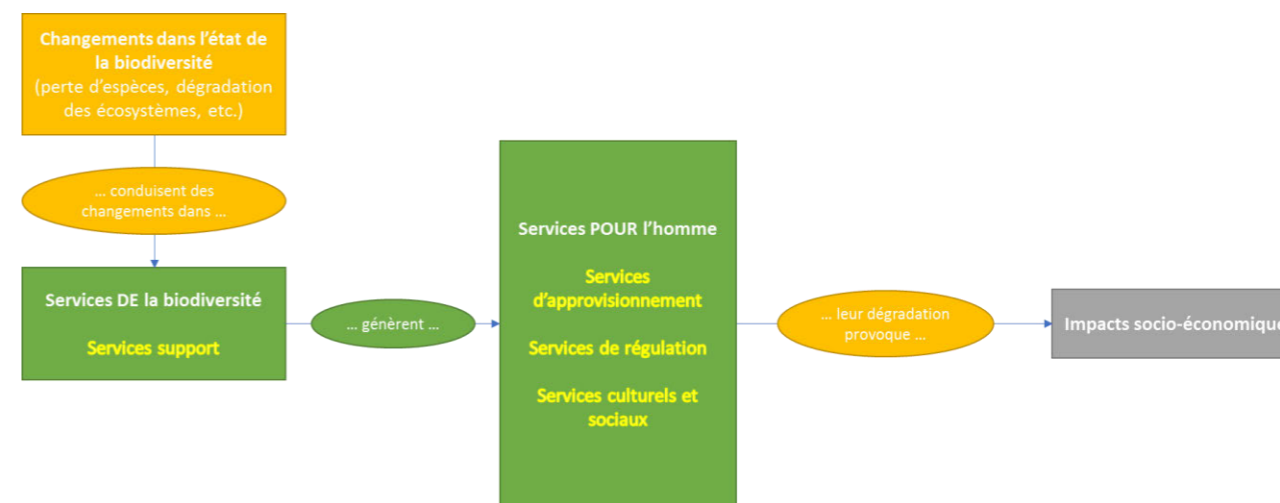 Changements dans l’état de
la biodiversité
(perte d’espèces, dégradation
des écosystèmes, etc.)
... conduisent des
changements dans ...
Services DE la biodiversité
Services support
... génèrent ...
Services POUR l’homme
Services
d’approvisionnement
Services de régulation
Services culturels et
sociaux
... leur dégradation
provoque ...
Impacts socio-économique